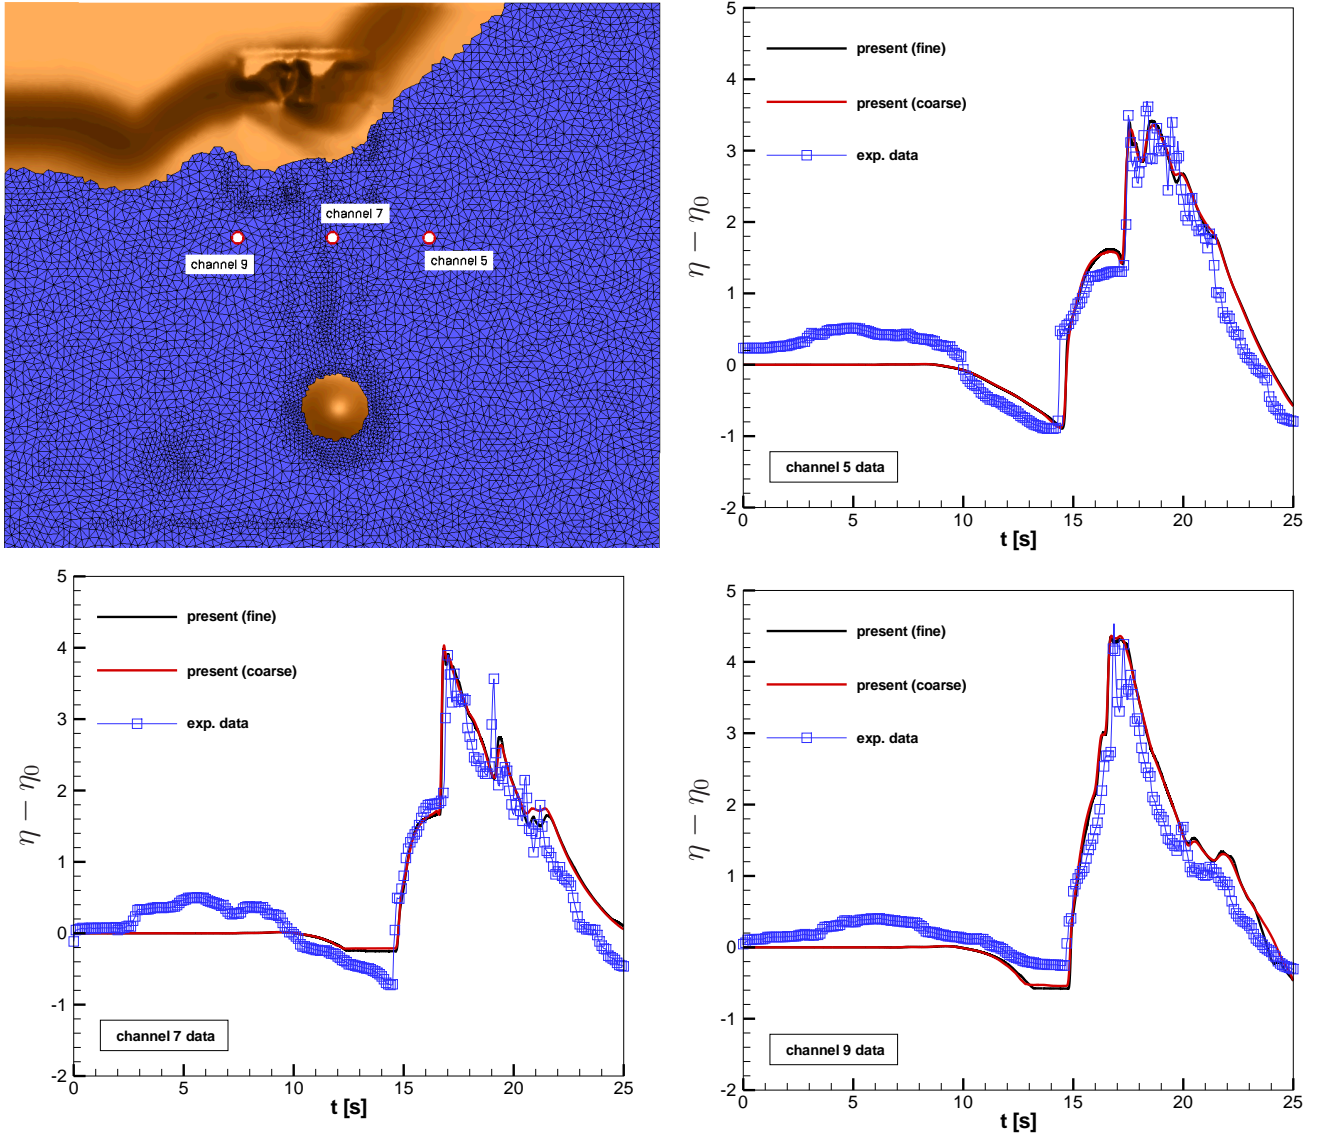 channel 7
channel 9
channel 5
5
4
3
2
1
0
-1
-2
η − η0
present (fine)
present (coarse)
exp. data
channel 5 data
0 5 10 15 20 25
t [s]
5
4
3
2
1
0
-1
-2
η − η0
present (fine)
present (coarse)
exp. data
channel 7 data
0 5 10 15 20 25
t [s]
5
4
3
2
1
0
-1
-2
η − η0
present (fine)
present (coarse)
exp. data
channel 9 data
0 5 10 15 20 25
t [s]